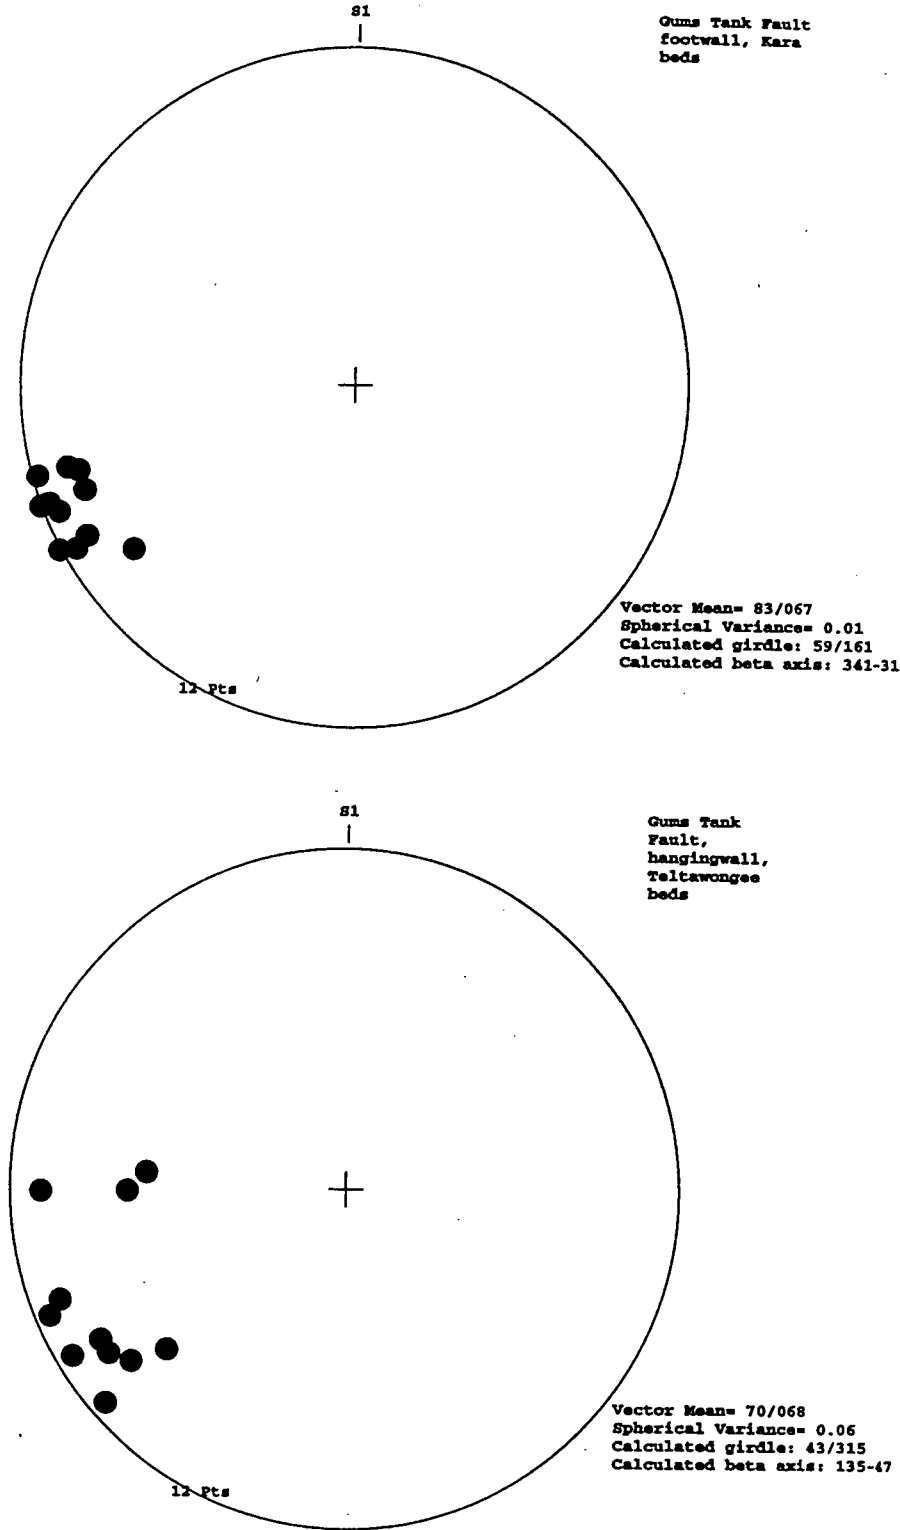 S1
Gums Tank Fault
footwall, Kara
beds
Vector Mean= 83/067
Spherical Variance= 0.01
Calculated girdle: 59/161
Calculated beta axis: 341-31
12 Pts
S1
Gums Tank
Fault,
hangingwall,
Teltawongee
beds
Vector Mean= 70/068
Spherical Variance= 0.06
Calculated girdle: 43/315
Calculated beta axis: 135-47
12 Pts